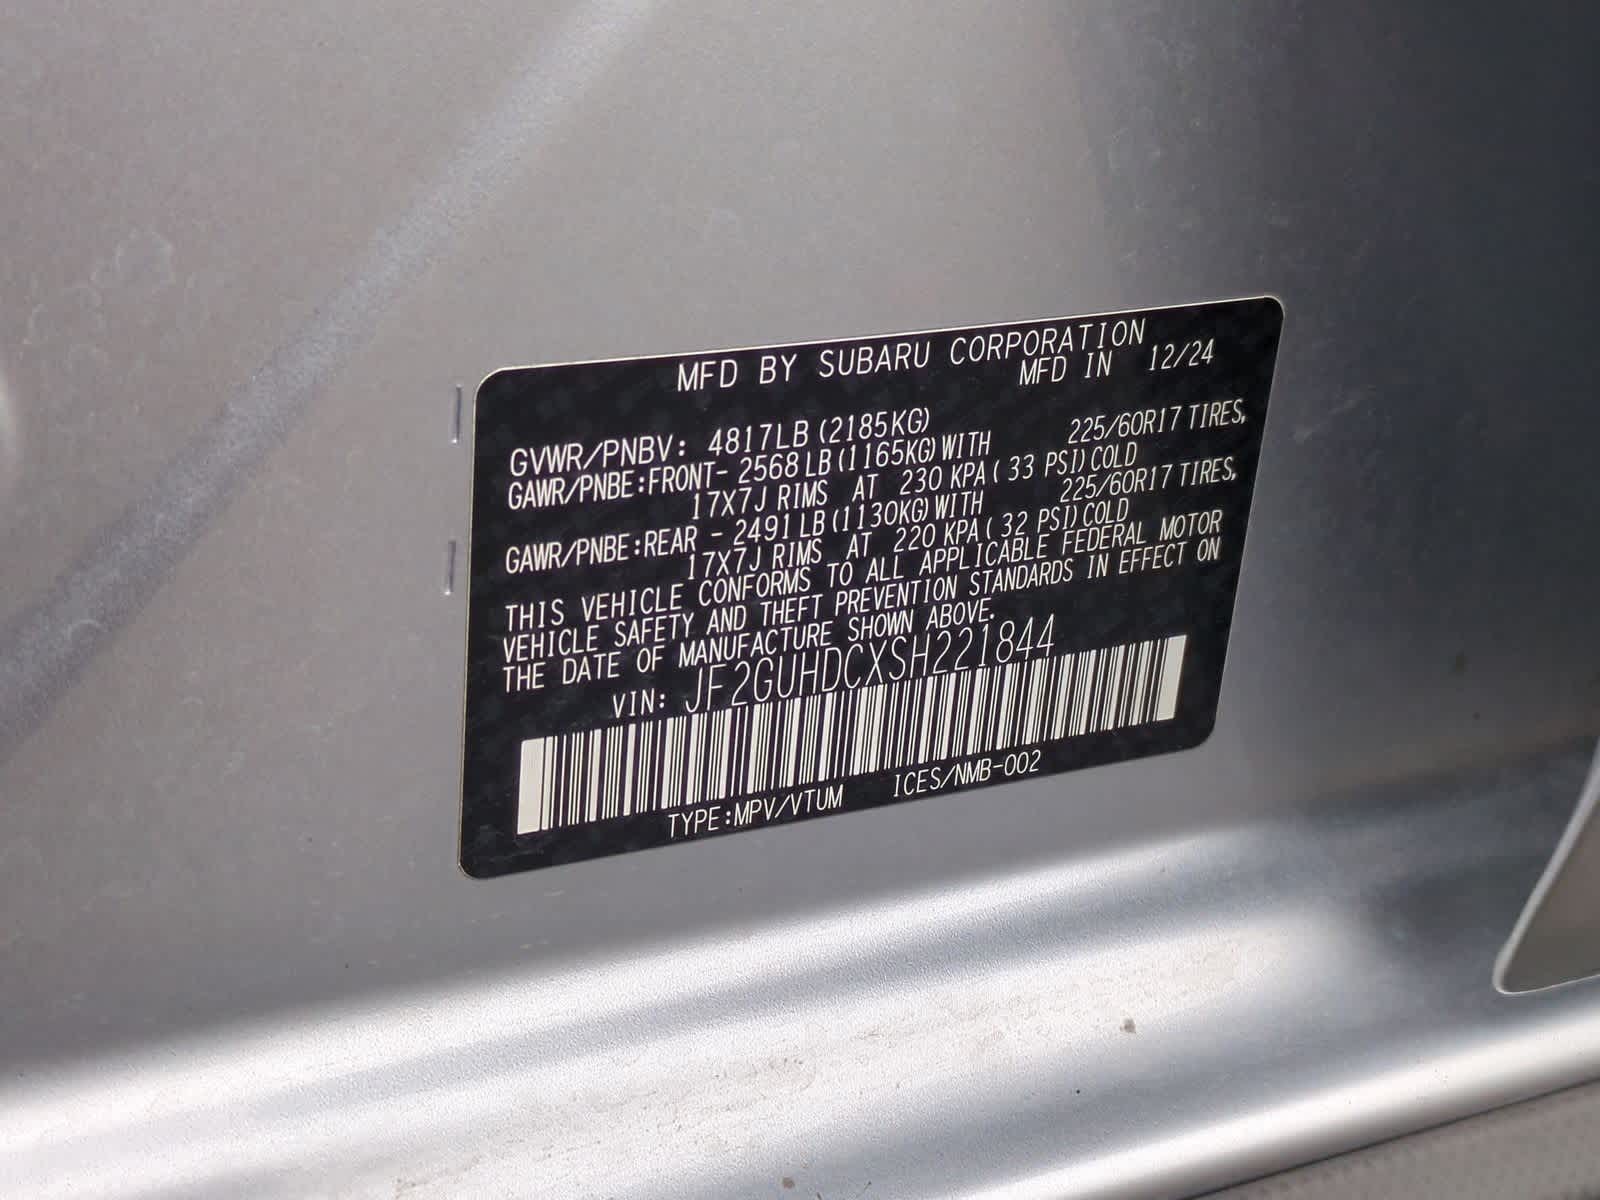 MFD BY SUBARU CORPORATION
MFD IN 12/24
GVWR/PNBV: 4817LB (2185KG)
GAWR/PNBE:FRONT- 2568 LB (1165KG) WITH 225/60R17 TIRES,
17X7J RIMS AT 230 KPA ( 33 PSI) COLD
GAWR/PNBE:REAR - 2491 LB (1130KG) WITH 225/60R17 TIRES,
17X7J RIMS AT 220 KPA ( 32 PSI) COLD
THIS VEHICLE CONFORMS TO ALL APPLICABLE FEDERAL MOTOR
VEHICLE SAFETY AND THEFT PREVENTION STANDARDS IN EFFECT ON
THE DATE OF MANUFACTURE SHOWN ABOVE.
VIN: JF2GUHDCXSH221844
TYPE:MPV/VTUM ICES/NMB-002